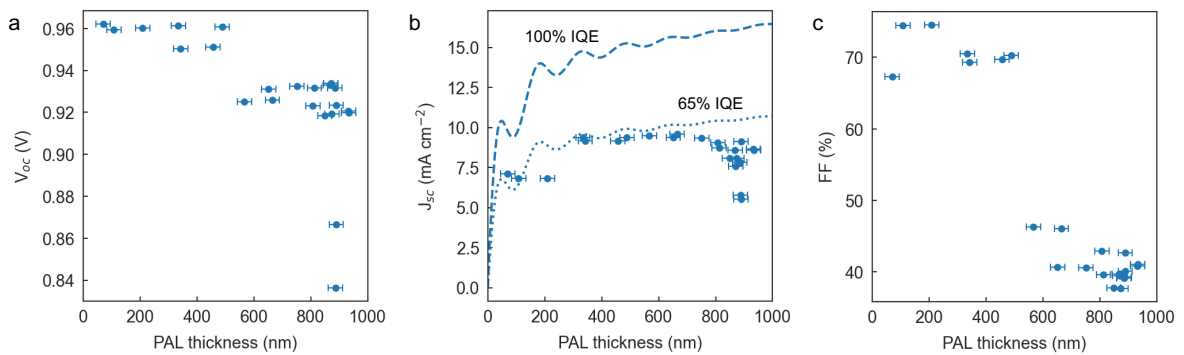 a
0.96
0.94
0.92
0.90
0.88
0.86
0.84
V_oc (V)
0 200 400 600 800 1000
PAL thickness (nm)
b
15.0
12.5
10.0
7.5
5.0
2.5
0.0
J_sc (mA cm⁻²)
100% IQE
65% IQE
0 200 400 600 800 1000
PAL thickness (nm)
c
70
60
50
40
FF (%)
0 200 400 600 800 1000
PAL thickness (nm)